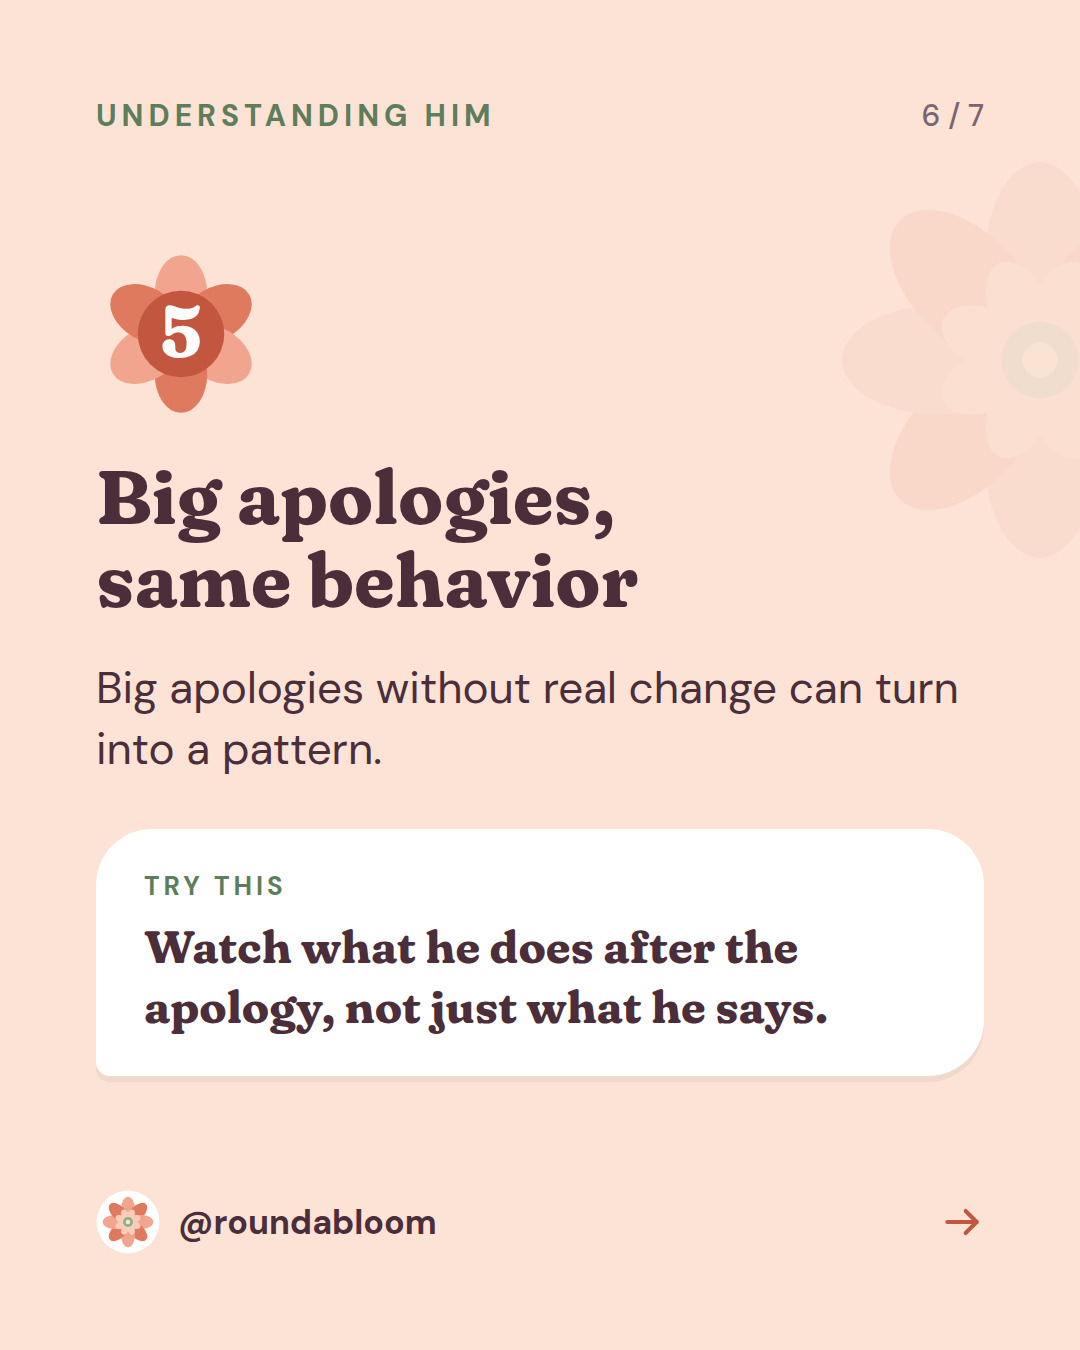 UNDERSTANDING HIM
6 / 7
5
Big apologies,
same behavior
Big apologies without real change can turn
into a pattern.
TRY THIS
Watch what he does after the
apology, not just what he says.
@roundabloom